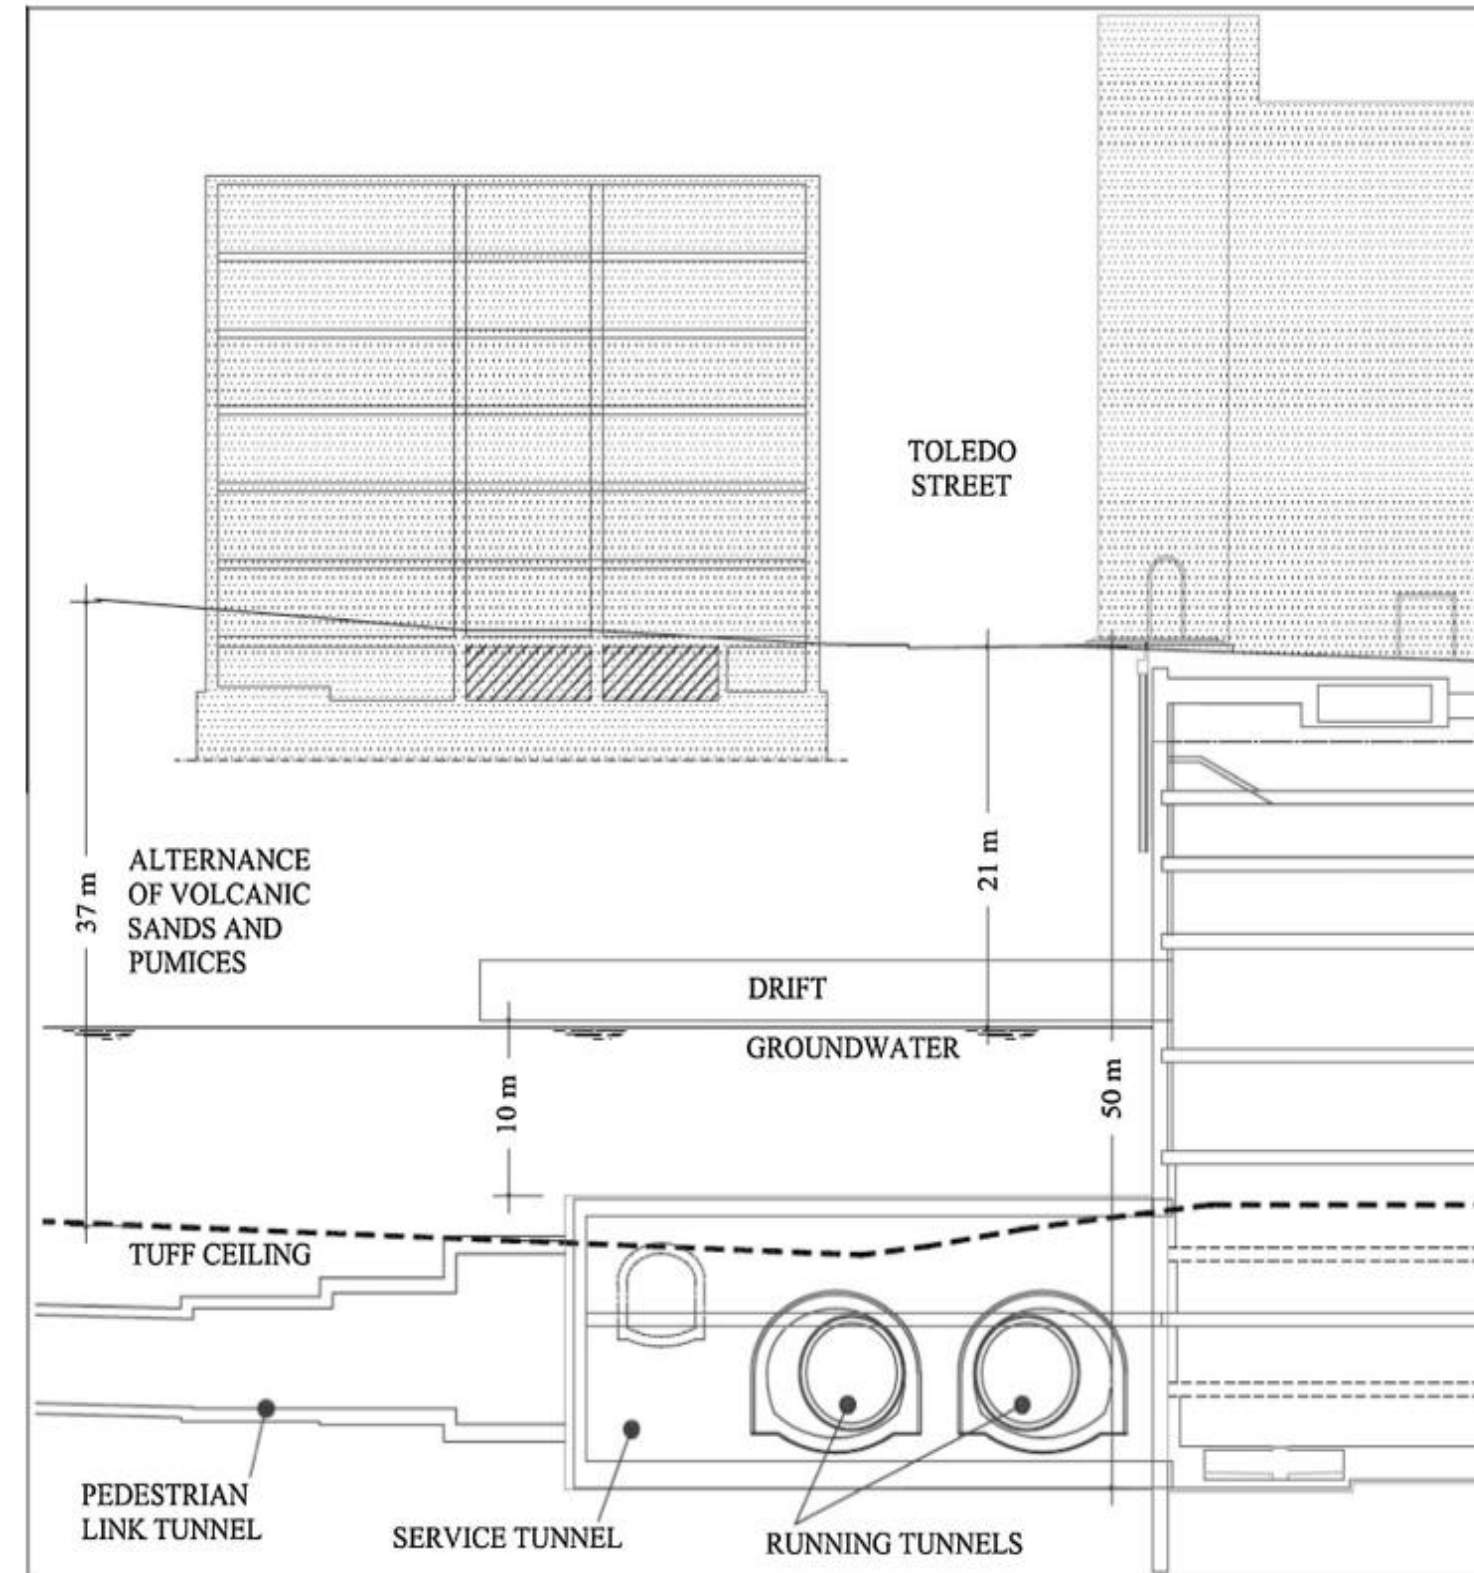 TOLEDO
STREET
ALTERNANCE
OF VOLCANIC
SANDS AND
PUMICES
37 m
21 m
DRIFT
GROUNDWATER
10 m
50 m
TUFF CEILING
PEDESTRIAN
LINK TUNNEL
SERVICE TUNNEL
RUNNING TUNNELS